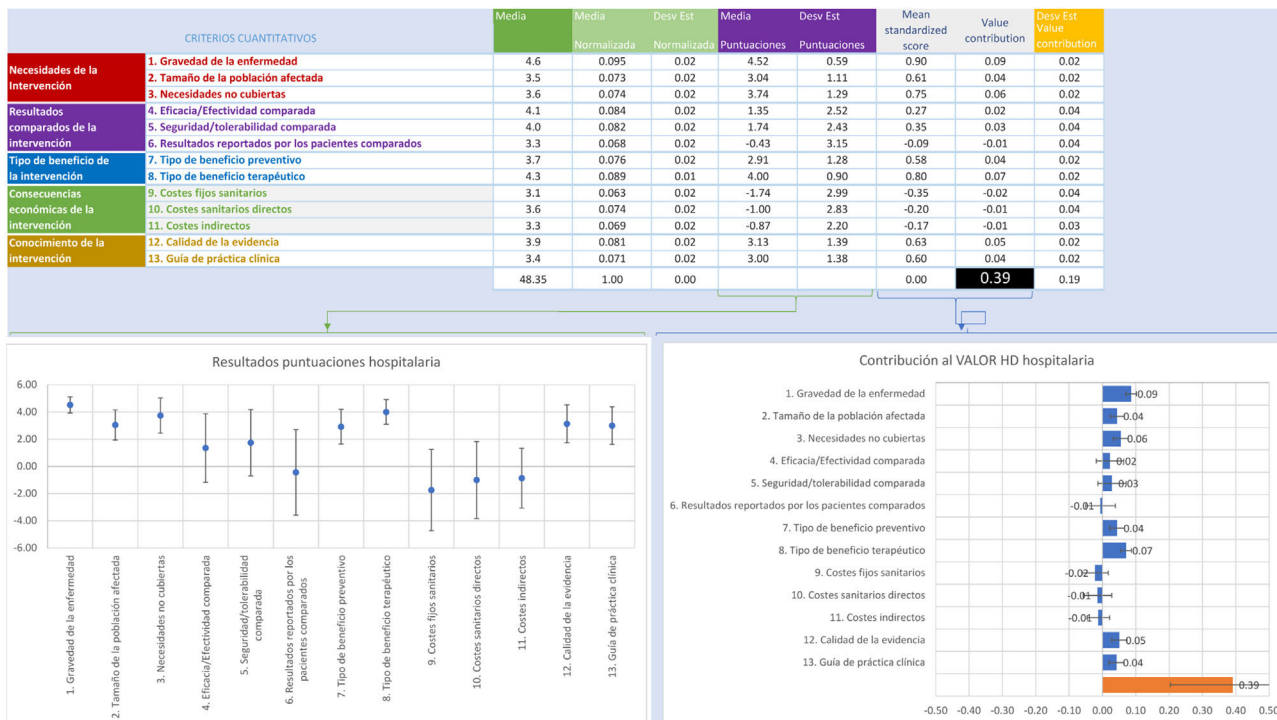 CRITERIOS CUANTITATIVOS
Media
Media Normalizada
Desv Est Normalizada
Media Puntuaciones
Desv Est Puntuaciones
Mean standardized score
Value contribution
Desv Est Value contribution
Necesidades de la Intervención
1. Gravedad de la enfermedad 4.6 0.095 0.02 4.52 0.59 0.90 0.09 0.02
2. Tamaño de la población afectada 3.5 0.073 0.02 3.04 1.11 0.61 0.04 0.02
3. Necesidades no cubiertas 3.6 0.074 0.02 3.74 1.29 0.75 0.06 0.02
Resultados comparados de la intervención
4. Eficacia/Efectividad comparada 4.1 0.084 0.02 1.35 2.52 0.27 0.02 0.04
5. Seguridad/tolerabilidad comparada 4.0 0.082 0.02 1.74 2.43 0.35 0.03 0.04
6. Resultados reportados por los pacientes comparados 3.3 0.068 0.02 -0.43 3.15 -0.09 -0.01 0.04
Tipo de beneficio de la intervención
7. Tipo de beneficio preventivo 3.7 0.076 0.02 2.91 1.28 0.58 0.04 0.02
8. Tipo de beneficio terapéutico 4.3 0.089 0.01 4.00 0.90 0.80 0.07 0.02
Consecuencias económicas de la intervención
9. Costes fijos sanitarios 3.1 0.063 0.02 -1.74 2.99 -0.35 -0.02 0.04
10. Costes sanitarios directos 3.6 0.074 0.02 -1.00 2.83 -0.20 -0.01 0.04
11. Costes indirectos 3.3 0.069 0.02 -0.87 2.20 -0.17 -0.01 0.03
Conocimiento de la intervención
12. Calidad de la evidencia 3.9 0.081 0.02 3.13 1.39 0.63 0.05 0.02
13. Guía de práctica clínica 3.4 0.071 0.02 3.00 1.38 0.60 0.04 0.02
48.35 1.00 0.00 0.00 0.39 0.19
Resultados puntuaciones hospitalaria
6.00
4.00
2.00
0.00
-2.00
-4.00
-6.00
1. Gravedad de la enfermedad
2. Tamaño de la población afectada
3. Necesidades no cubiertas
4. Eficacia/Efectividad comparada
5. Seguridad/tolerabilidad comparada
6. Resultados reportados por los pacientes comparados
7. Tipo de beneficio preventivo
8. Tipo de beneficio terapéutico
9. Costes fijos sanitarios
10. Costes sanitarios directos
11. Costes indirectos
12. Calidad de la evidencia
13. Guía de práctica clínica
Contribución al VALOR HD hospitalaria
1. Gravedad de la enfermedad 0.09
2. Tamaño de la población afectada 0.04
3. Necesidades no cubiertas 0.06
4. Eficacia/Efectividad comparada 0.02
5. Seguridad/tolerabilidad comparada 0.03
6. Resultados reportados por los pacientes comparados -0.01
7. Tipo de beneficio preventivo 0.04
8. Tipo de beneficio terapéutico 0.07
9. Costes fijos sanitarios -0.02
10. Costes sanitarios directos -0.01
11. Costes indirectos -0.01
12. Calidad de la evidencia 0.05
13. Guía de práctica clínica 0.04
0.39
-0.50 -0.40 -0.30 -0.20 -0.10 0.00 0.10 0.20 0.30 0.40 0.50